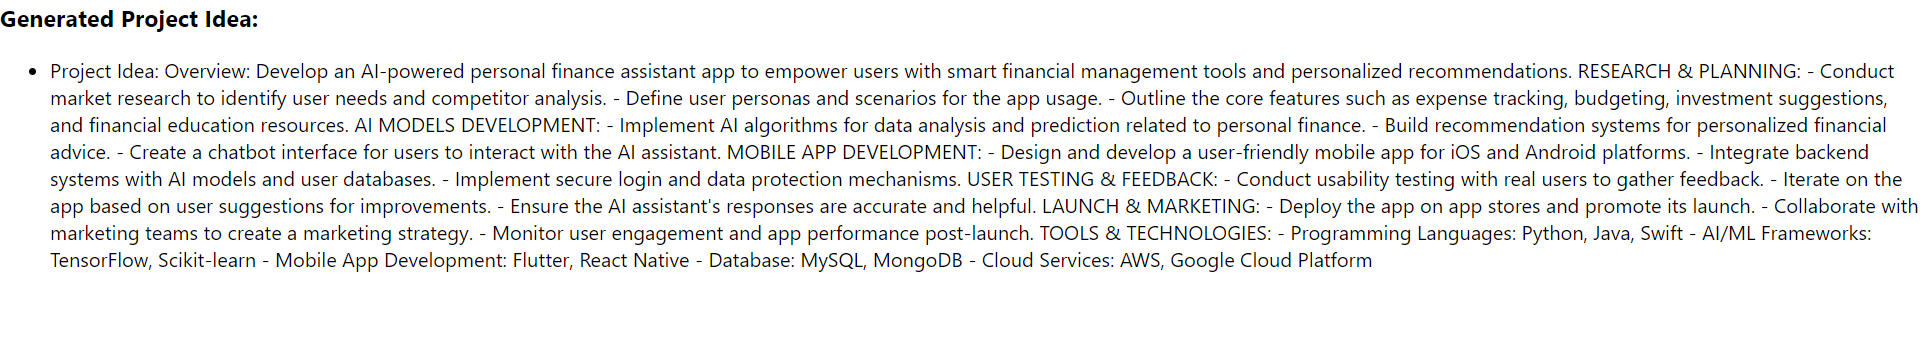 Generated Project Idea:
• Project Idea: Overview: Develop an AI-powered personal finance assistant app to empower users with smart financial management tools and personalized recommendations. RESEARCH & PLANNING: - Conduct
market research to identify user needs and competitor analysis. - Define user personas and scenarios for the app usage. - Outline the core features such as expense tracking, budgeting, investment suggestions,
and financial education resources. AI MODELS DEVELOPMENT: - Implement AI algorithms for data analysis and prediction related to personal finance. - Build recommendation systems for personalized financial
advice. - Create a chatbot interface for users to interact with the AI assistant. MOBILE APP DEVELOPMENT: - Design and develop a user-friendly mobile app for iOS and Android platforms. - Integrate backend
systems with AI models and user databases. - Implement secure login and data protection mechanisms. USER TESTING & FEEDBACK: - Conduct usability testing with real users to gather feedback. - Iterate on the
app based on user suggestions for improvements. - Ensure the AI assistant's responses are accurate and helpful. LAUNCH & MARKETING: - Deploy the app on app stores and promote its launch. - Collaborate with
marketing teams to create a marketing strategy. - Monitor user engagement and app performance post-launch. TOOLS & TECHNOLOGIES: - Programming Languages: Python, Java, Swift - AI/ML Frameworks:
TensorFlow, Scikit-learn - Mobile App Development: Flutter, React Native - Database: MySQL, MongoDB - Cloud Services: AWS, Google Cloud Platform